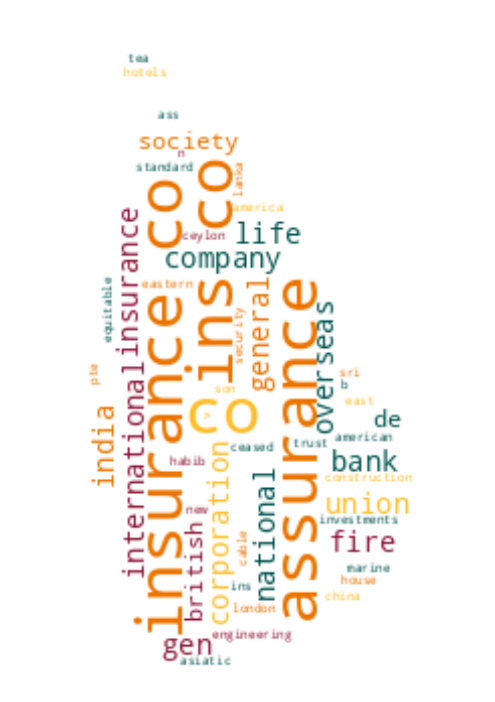 tea
hotels
ass
society
n
standard
lanka
america
insurance co
ins co
insurance
ceylon
life
company
eastern
equitable
general
security
assurance
overseas
pte
sri
b
son
east
india
international
co
>
de
american
trust
ceased
corporation
habib
bank
national
construction
union
new
investments
british
cable
fire
marine
ins
house
london
china
gen
engineering
asiatic